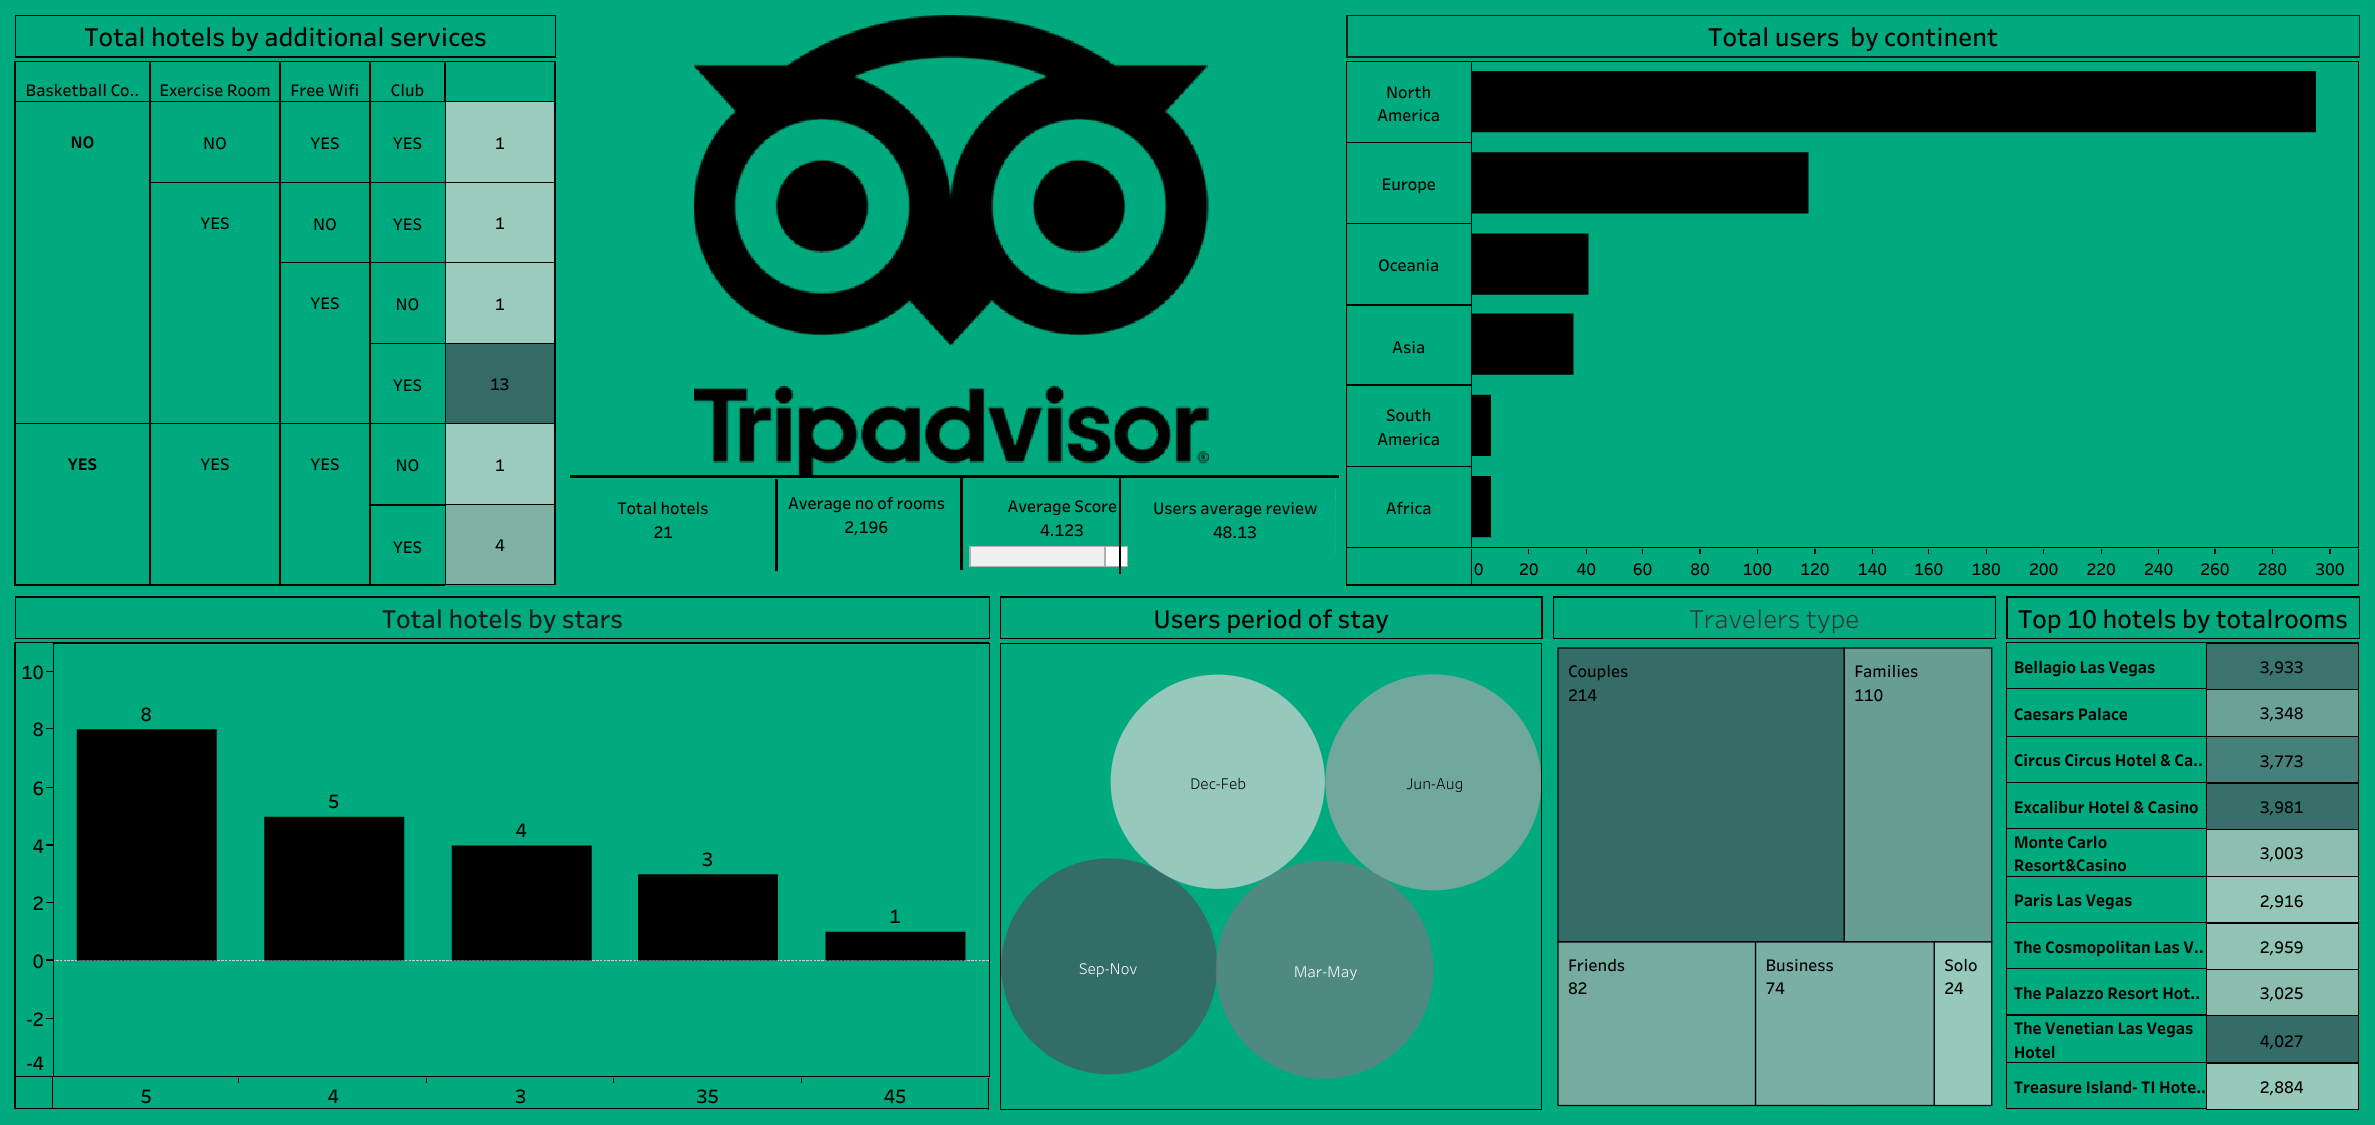 Total hotels by additional services
Basketball Co.. Exercise Room Free Wifi Club
NO NO YES YES 1
YES NO YES 1
YES NO 1
YES 13
YES YES YES NO 1
YES 4
Tripadvisor®
Total hotels
21
Average no of rooms
2,196
Average Score
4.123
Users average review
48.13
Total users by continent
North
America
Europe
Oceania
Asia
South
America
Africa
0 20 40 60 80 100 120 140 160 180 200 220 240 260 280 300
Total hotels by stars
10
8
6
4
2
0
-2
-4
8
5
4
3
1
5 4 3 35 45
Users period of stay
Dec-Feb
Jun-Aug
Sep-Nov
Mar-May
Travelers type
Couples
214
Families
110
Friends
82
Business
74
Solo
24
Top 10 hotels by totalrooms
Bellagio Las Vegas 3,933
Caesars Palace 3,348
Circus Circus Hotel & Ca.. 3,773
Excalibur Hotel & Casino 3,981
Monte Carlo
Resort&Casino 3,003
Paris Las Vegas 2,916
The Cosmopolitan Las V.. 2,959
The Palazzo Resort Hot.. 3,025
The Venetian Las Vegas
Hotel 4,027
Treasure Island- TI Hote.. 2,884